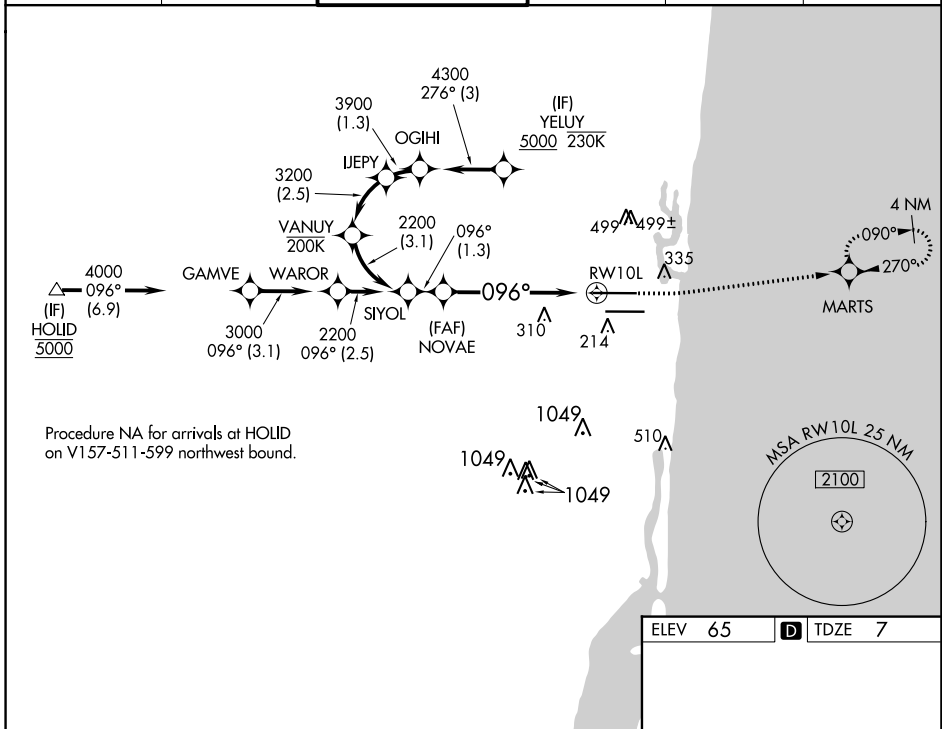 4300
276° (3)
(IF)
YELUY
5000 230K
3900
(1.3)
OGIHI
IJEPY
3200
(2.5)
VANUY
200K
2200
(3.1)
096°
(1.3)
499 499±
335
4 NM
090°
270°
MARTS
4000
096°
(6.9)
(IF)
HOLID
5000
GAMVE
WAROR
3000
096° (3.1)
2200
096° (2.5)
SIYOL
(FAF)
NOVAE
096°
RW10L
310
214
Procedure NA for arrivals at HOLID
on V157-511-599 northwest bound.
1049
1049
1049
510
MSA RW10L 25 NM
2100
ELEV 65 D TDZE 7